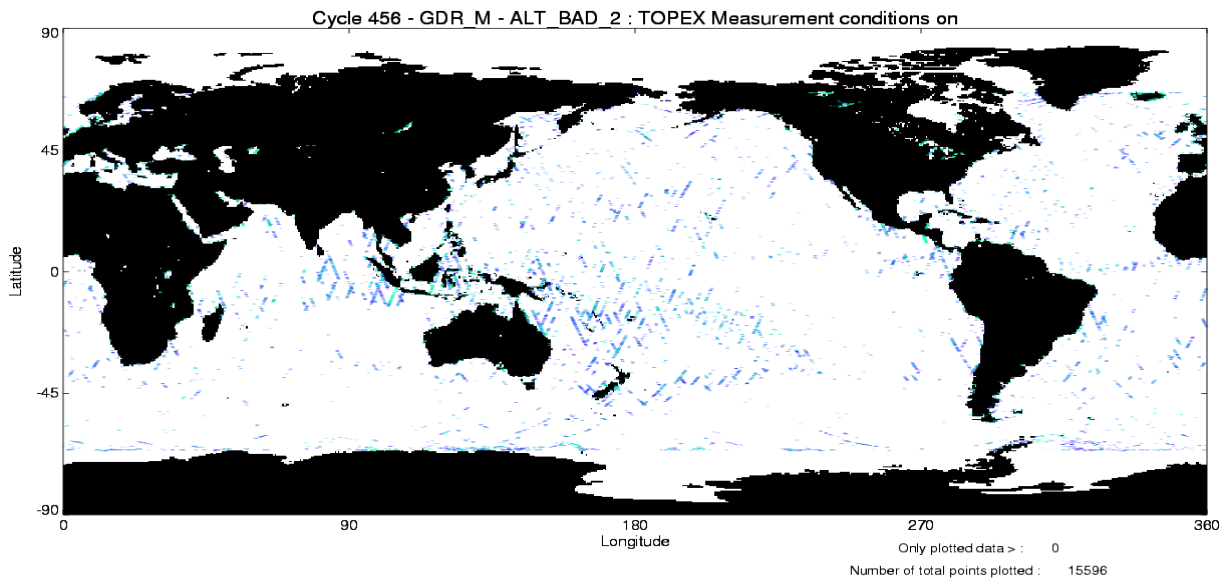 Cycle 456 - GDR_M - ALT_BAD_2 : TOPEX Measurement conditions on
90
45
0
-45
-90
Latitude
0 90 180 270 360
Longitude
Only plotted data > : 0
Number of total points plotted : 15596